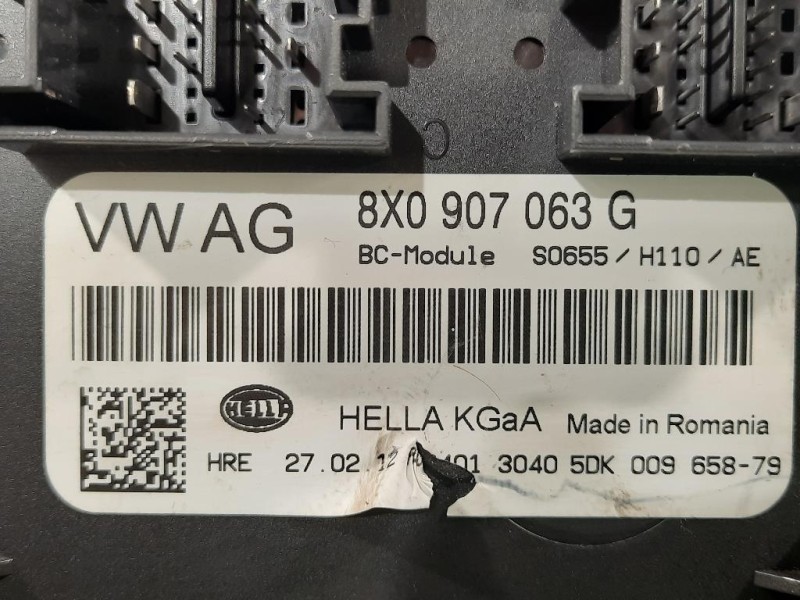 VW AG
8X0 907 063 G
BC-Module S0655 / H110 / AE
HELLA
HELLA KGaA Made in Romania
HRE 27.02.12 3040 5DK 009 658-79